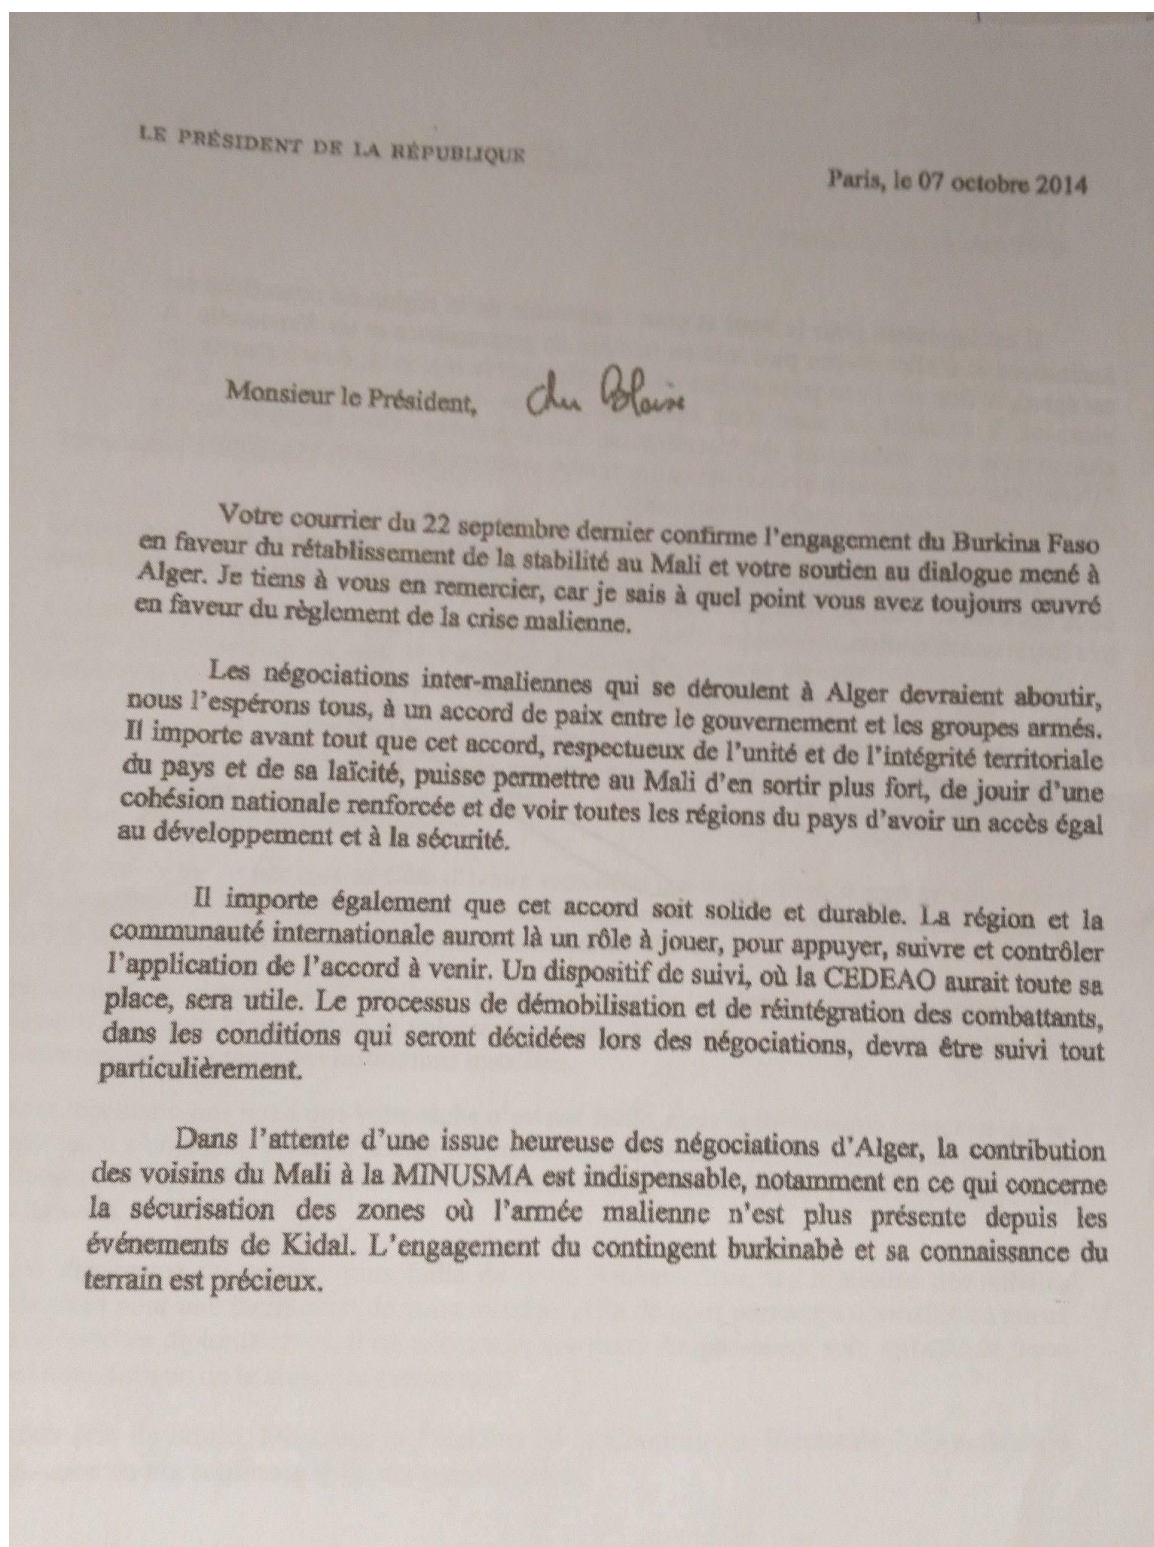 LE PRÉSIDENT DE LA RÉPUBLIQUE
Paris, le 07 octobre 2014
Monsieur le Président, Blaise
Votre courrier du 22 septembre dernier confirme l'engagement du Burkina Faso
en faveur du rétablissement de la stabilité au Mali et votre soutien au dialogue mené à
Alger. Je tiens à vous en remercier, car je sais à quel point vous avez toujours œuvré
en faveur du règlement de la crise malienne.
Les négociations inter-maliennes qui se déroulent à Alger devraient aboutir,
nous l'espérons tous, à un accord de paix entre le gouvernement et les groupes armés.
Il importe avant tout que cet accord, respectueux de l'unité et de l'intégrité territoriale
du pays et de sa laïcité, puisse permettre au Mali d'en sortir plus fort, de jouir d'une
cohésion nationale renforcée et de voir toutes les régions du pays d'avoir un accès égal
au développement et à la sécurité.
Il importe également que cet accord soit solide et durable. La région et la
communauté internationale auront là un rôle à jouer, pour appuyer, suivre et contrôler
l'application de l'accord à venir. Un dispositif de suivi, où la CEDEAO aurait toute sa
place, sera utile. Le processus de démobilisation et de réintégration des combattants,
dans les conditions qui seront décidées lors des négociations, devra être suivi tout
particulièrement.
Dans l'attente d'une issue heureuse des négociations d'Alger, la contribution
des voisins du Mali à la MINUSMA est indispensable, notamment en ce qui concerne
la sécurisation des zones où l'armée malienne n'est plus présente depuis les
événements de Kidal. L'engagement du contingent burkinabè et sa connaissance du
terrain est précieux.